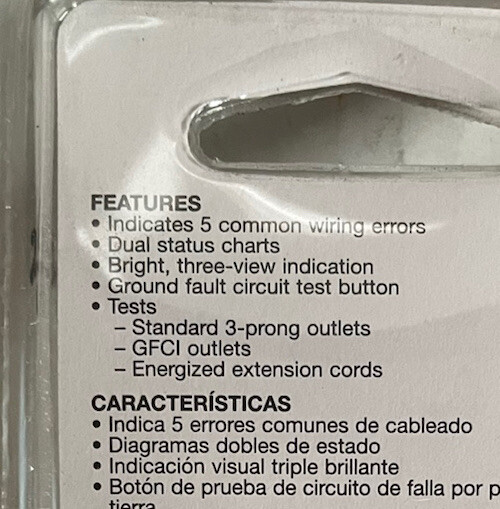 FEATURES
• Indicates 5 common wiring errors
• Dual status charts
• Bright, three-view indication
• Ground fault circuit test button
• Tests
– Standard 3-prong outlets
– GFCI outlets
– Energized extension cords
CARACTERÍSTICAS
• Indica 5 errores comunes de cableado
• Diagramas dobles de estado
• Indicación visual triple brillante
• Botón de prueba de circuito de falla por p
tierra